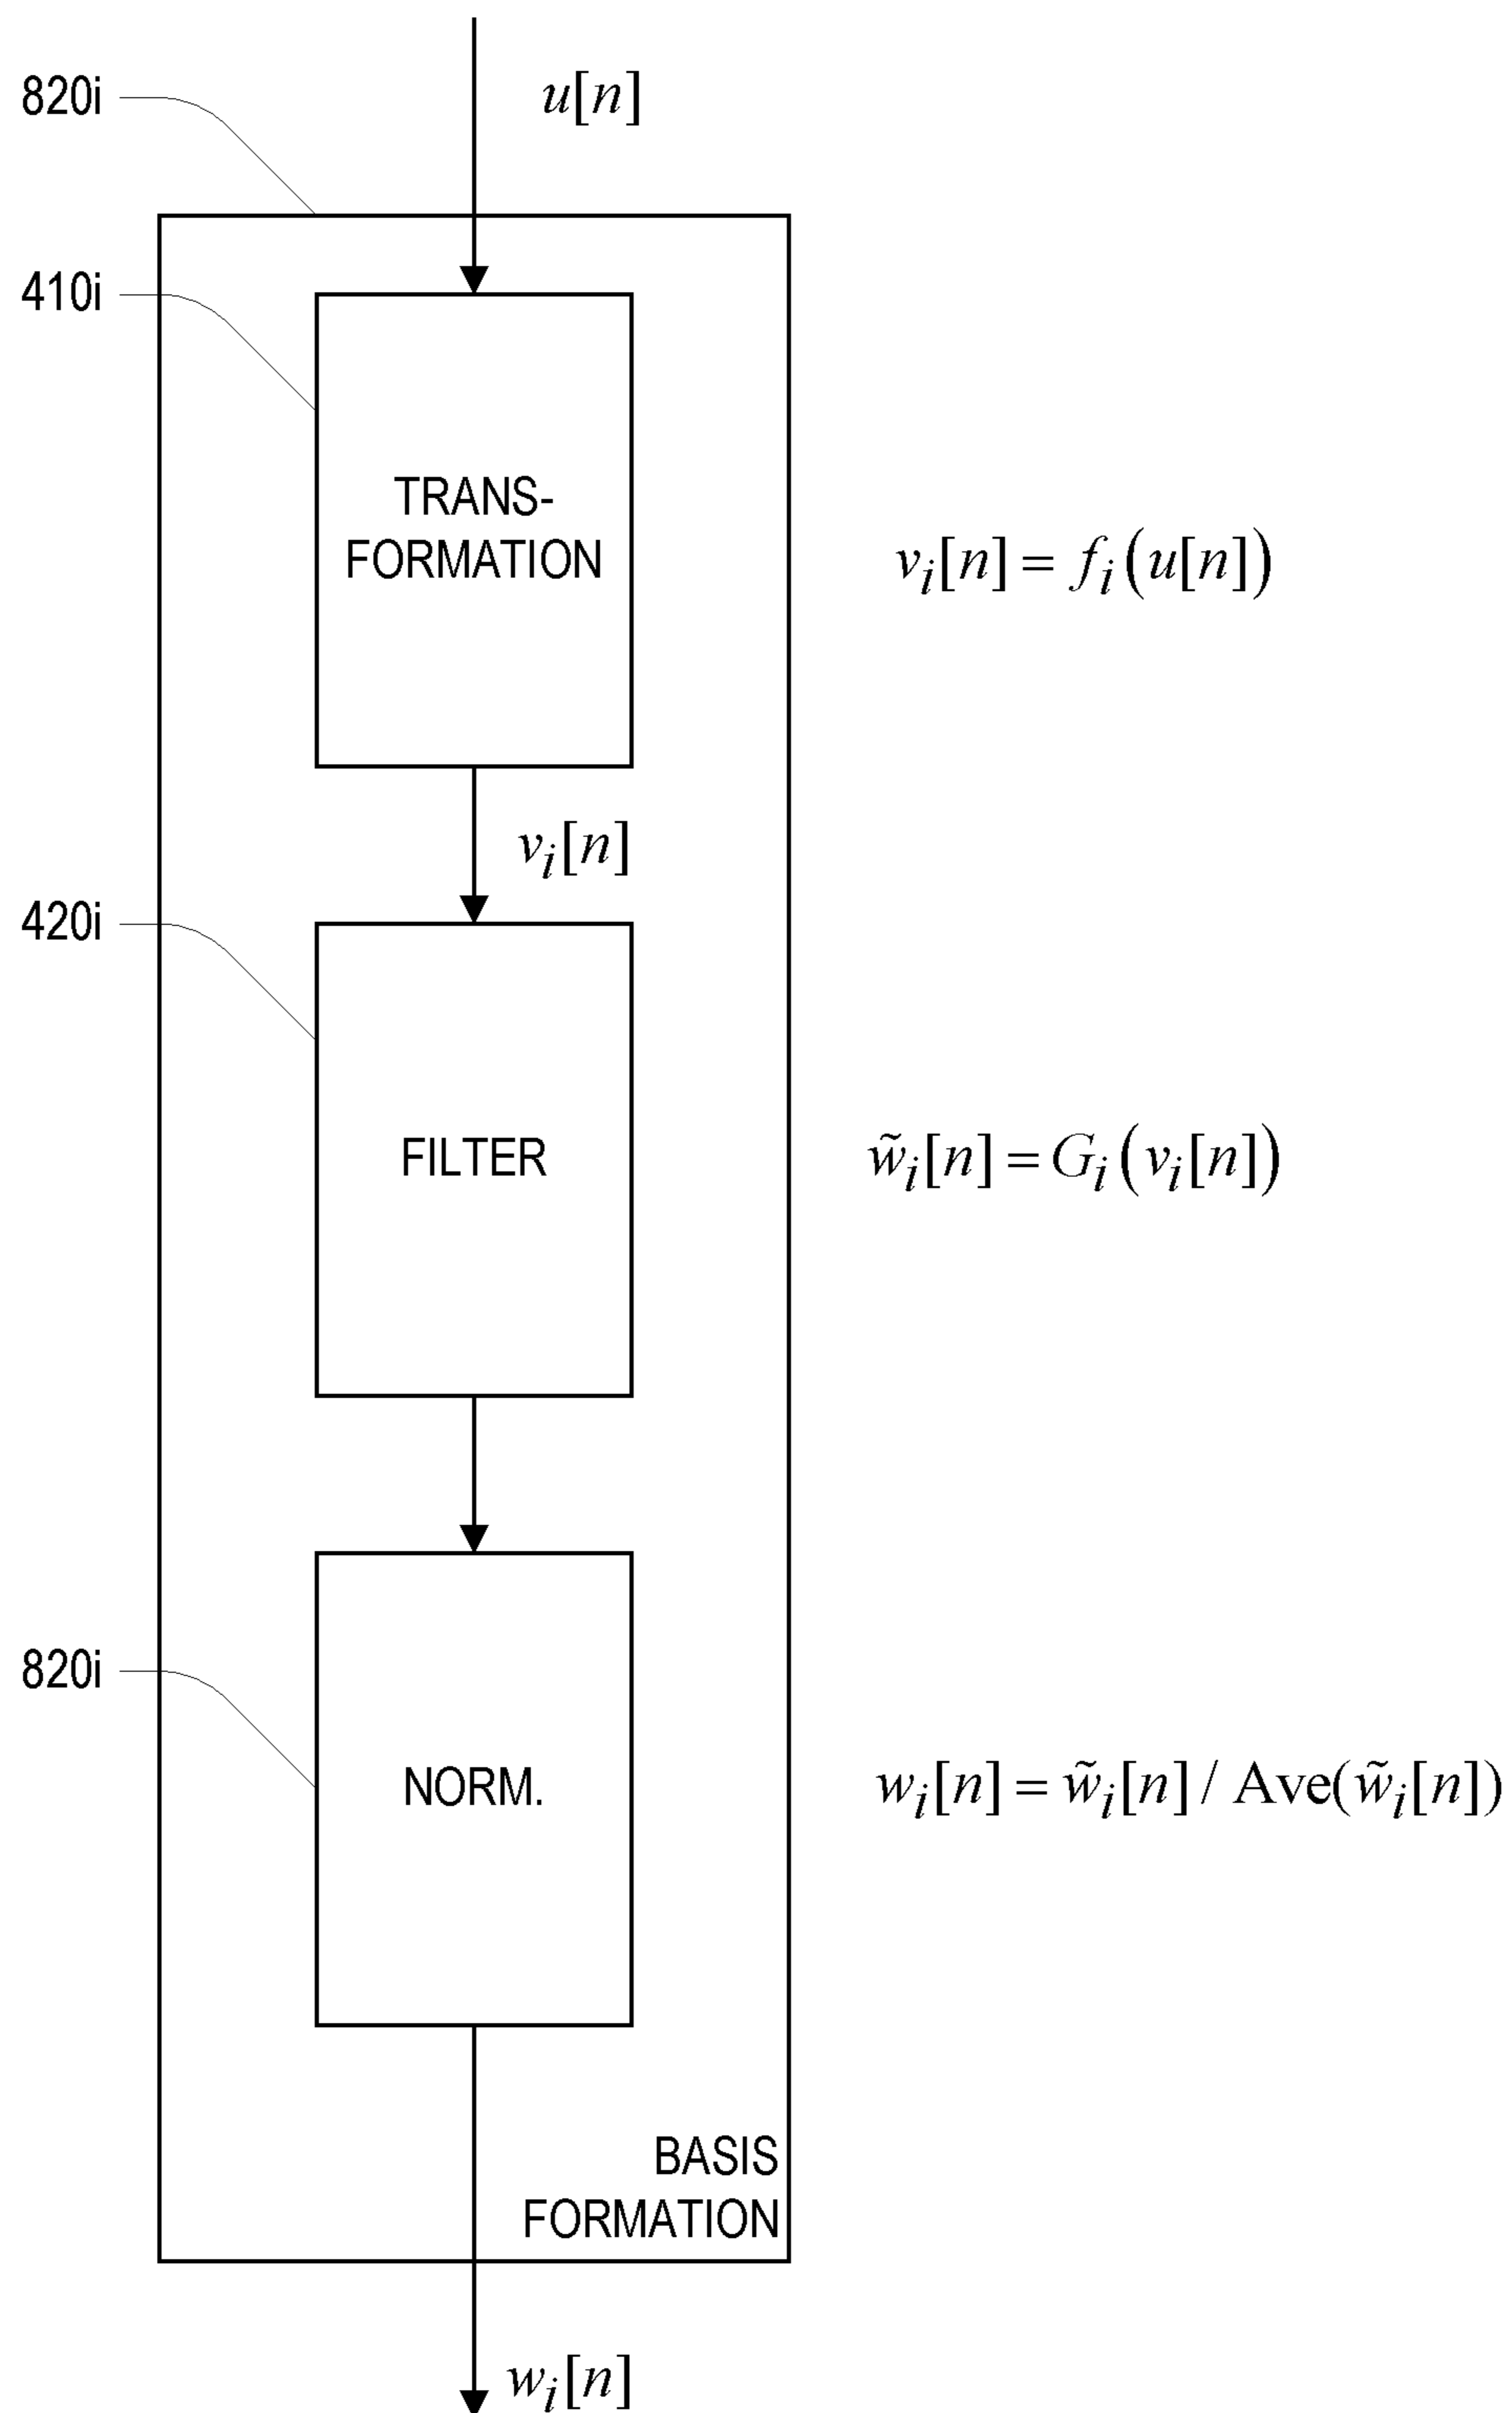 820i
u[n]
410i
TRANS-
FORMATION
v_i[n] = f_i(u[n])
v_i[n]
420i
FILTER
w̃_i[n] = G_i(v_i[n])
820i
NORM.
w_i[n] = w̃_i[n] / Ave(w̃_i[n])
BASIS
FORMATION
w_i[n]